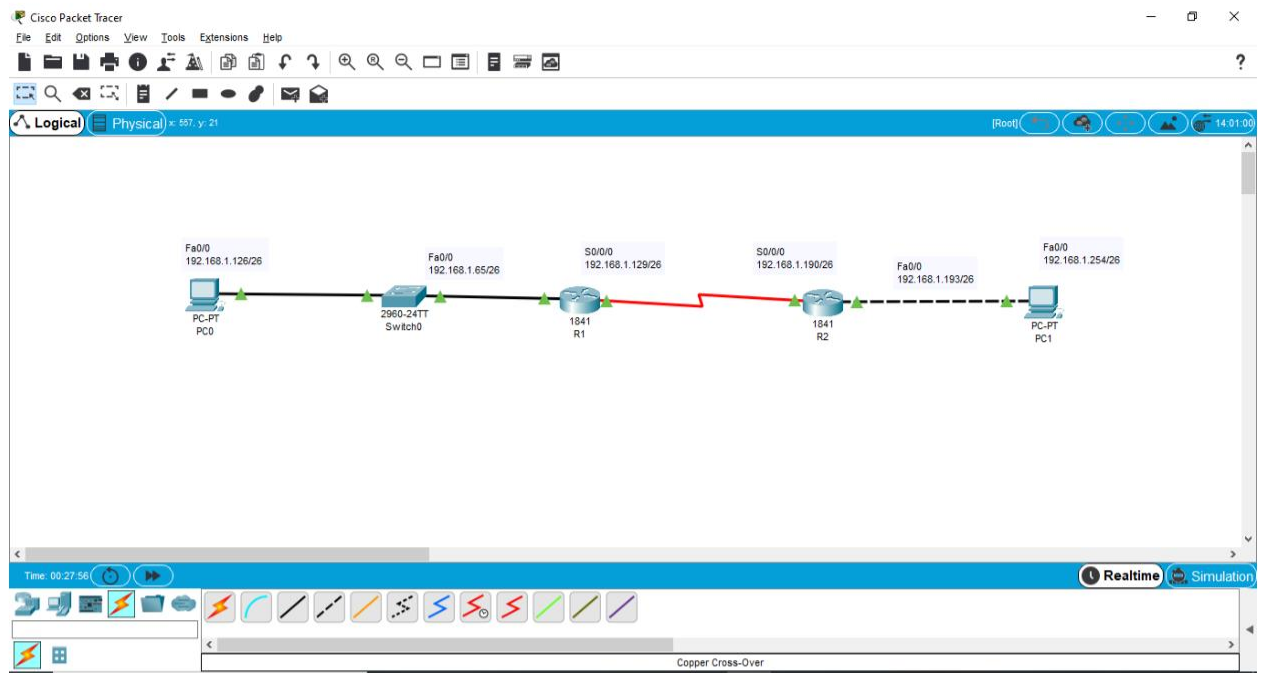 Cisco Packet Tracer
File Edit Options View Tools Extensions Help
?
Logical Physical x: 557, y: 21 [Root] 14:01:00
Fa0/0
192.168.1.126/26
Fa0/0
192.168.1.65/26
S0/0/0
192.168.1.129/26
S0/0/0
192.168.1.190/26
Fa0/0
192.168.1.193/26
Fa0/0
192.168.1.254/26
PC-PT
PC0
2960-24TT
Switch0
1841
R1
1841
R2
PC-PT
PC1
Time: 00:27:56 Realtime Simulation
Copper Cross-Over